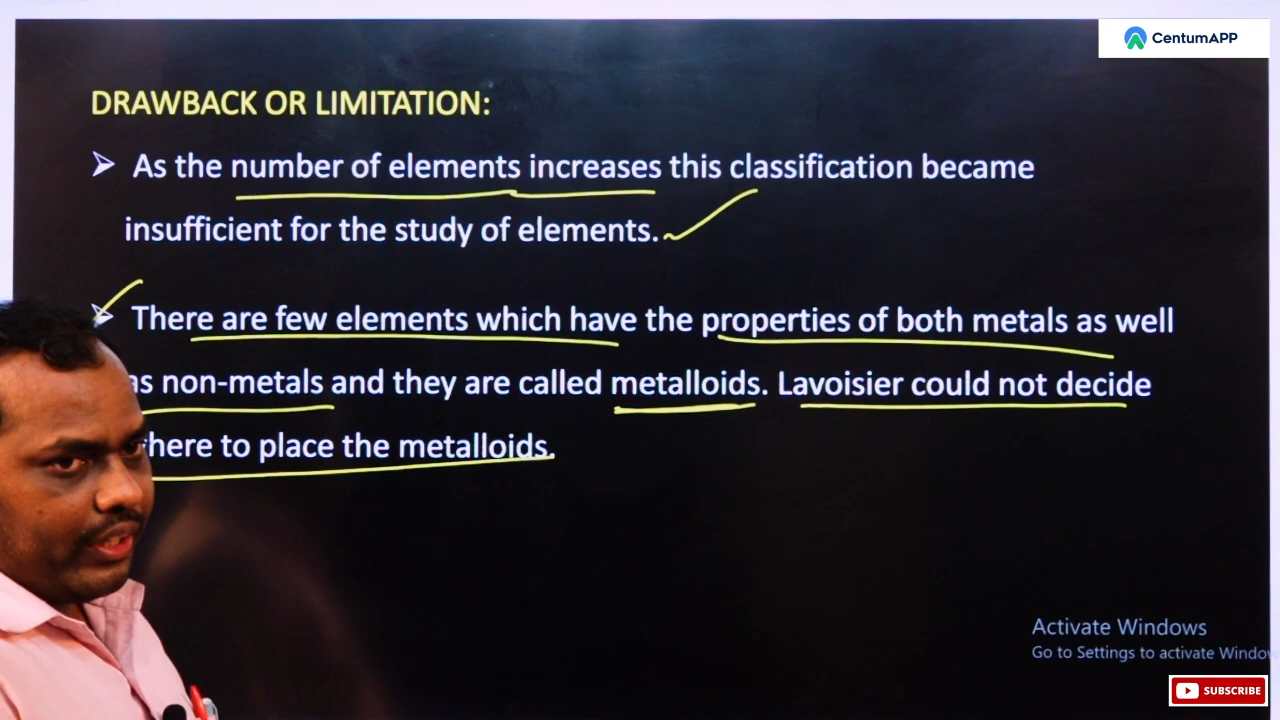 CentumAPP
DRAWBACK OR LIMITATION:
➢ As the number of elements increases this classification became
insufficient for the study of elements.
There are few elements which have the properties of both metals as well
as non-metals and they are called metalloids. Lavoisier could not decide
to place the metalloids.
Activate Windows
Go to Settings to activate
SUBSCRIBE